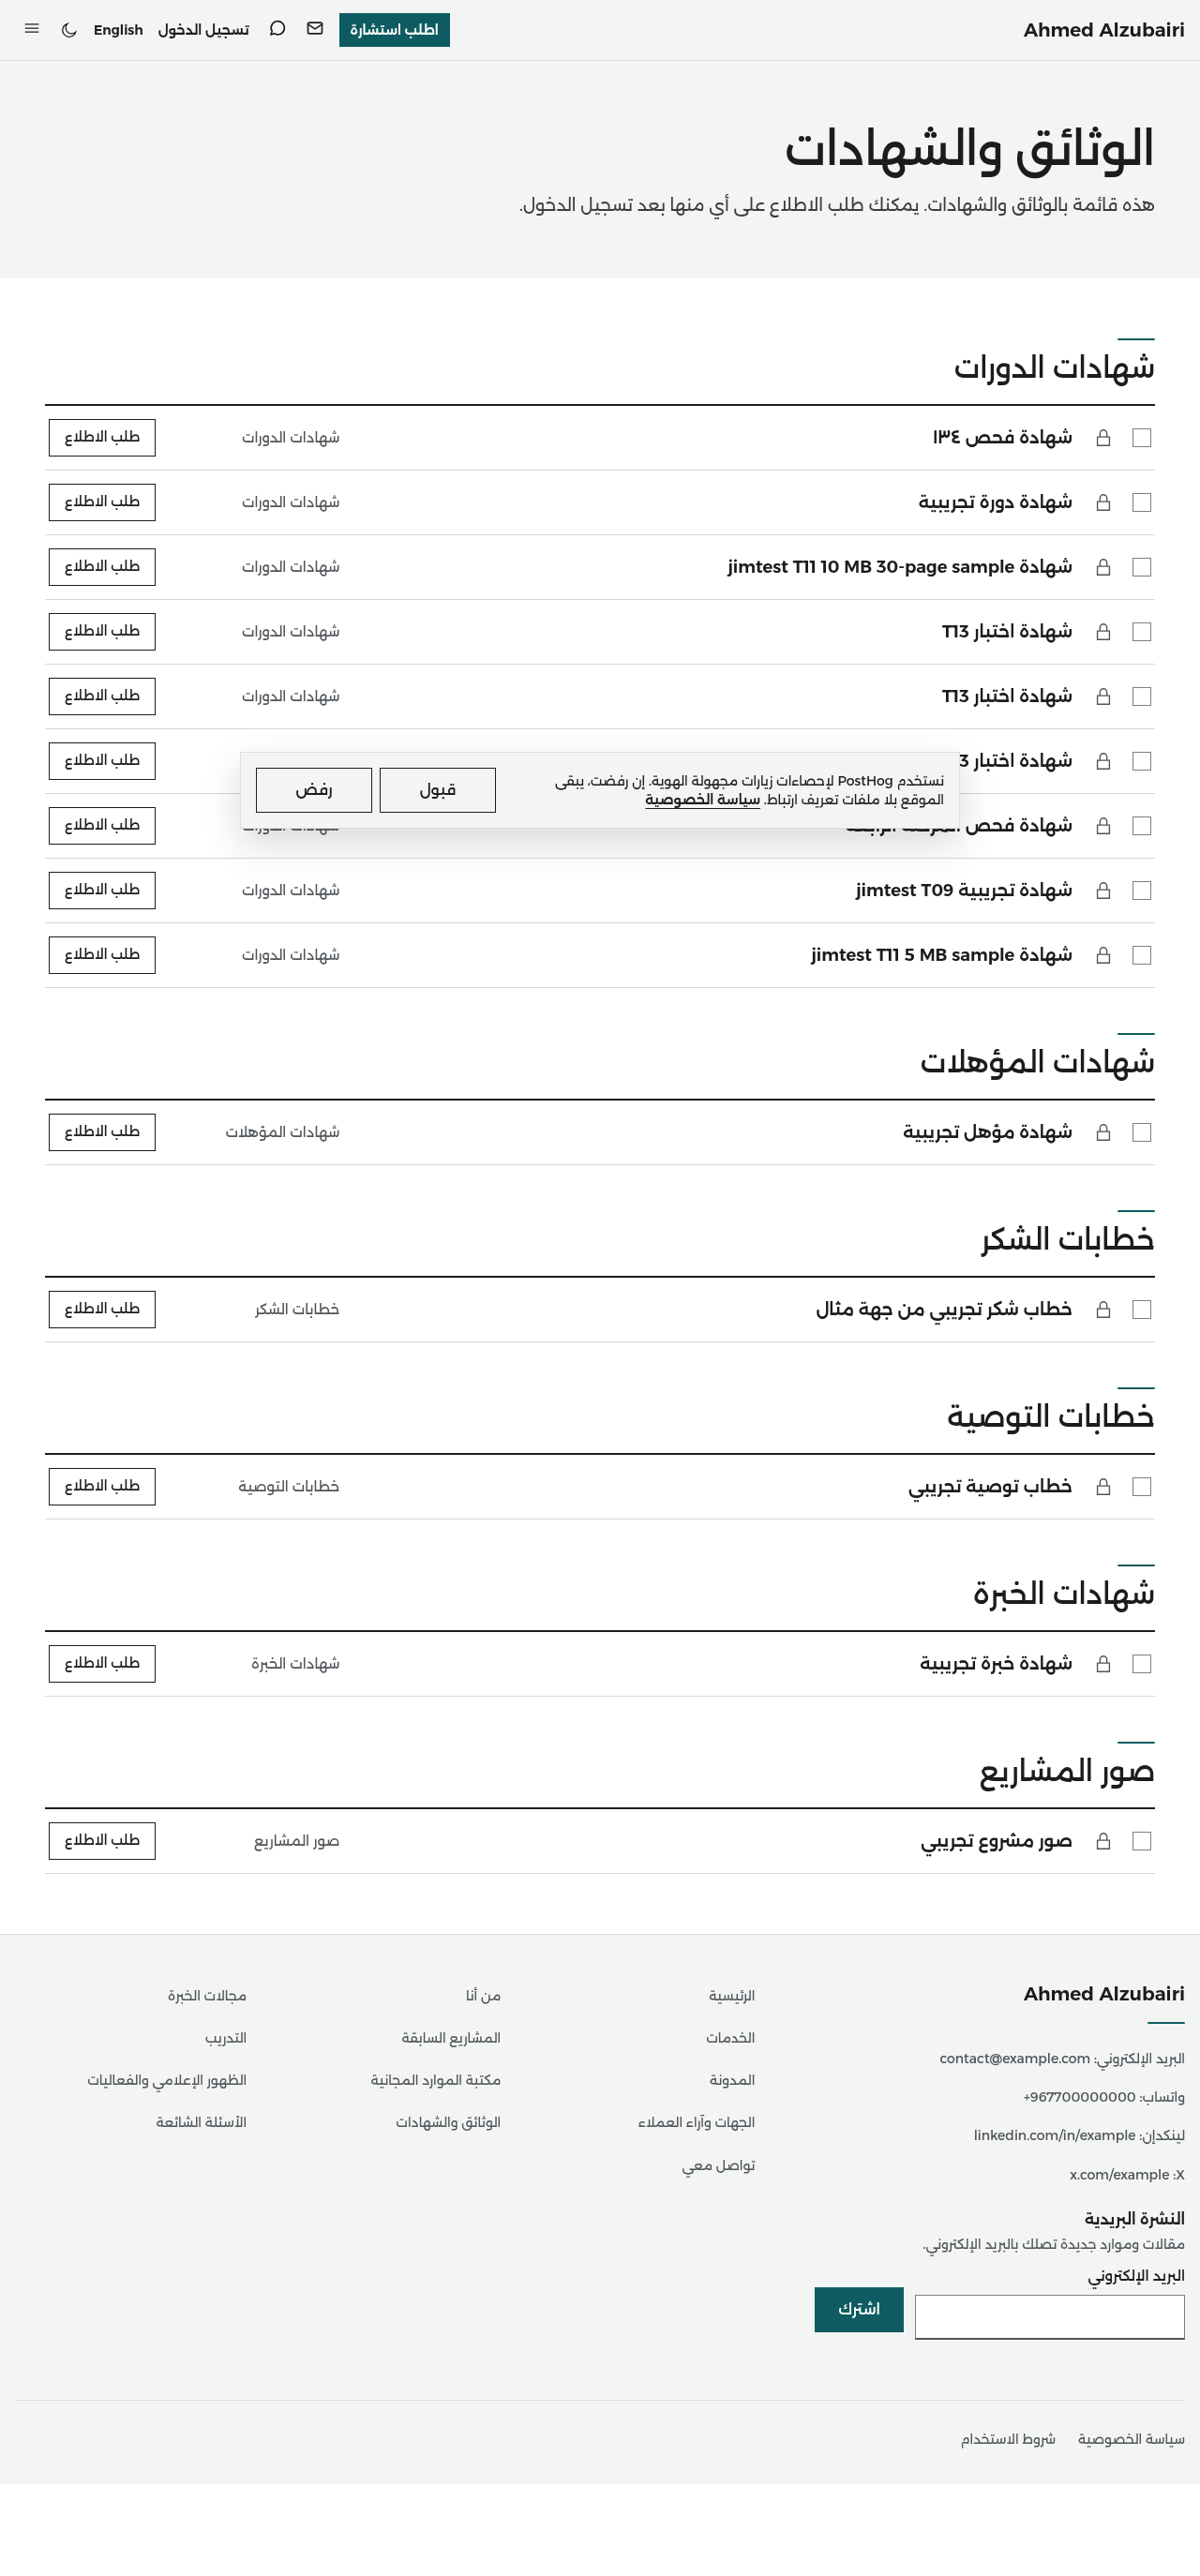 Ahmed Alzubairi
اطلب استشارة
تسجيل الدخول
English
الوثائق والشهادات
هذه قائمة بالوثائق والشهادات. يمكنك طلب الاطلاع على أي منها بعد تسجيل الدخول.
شهادات الدورات
شهادة فحص ١٣٤ شهادات الدورات طلب الاطلاع
شهادة دورة تجريبية شهادات الدورات طلب الاطلاع
شهادة jimtest T11 10 MB 30-page sample شهادات الدورات طلب الاطلاع
شهادة اختبار T13 شهادات الدورات طلب الاطلاع
شهادة اختبار T13 شهادات الدورات طلب الاطلاع
شهادة اختبار طلب الاطلاع
نستخدم PostHog لإحصاءات زيارات مجهولة الهوية. إن رفضت، يبقى
الموقع بلا ملفات تعريف ارتباط. سياسة الخصوصية
قبول
رفض
شهادة فحص طلب الاطلاع
شهادة تجريبية jimtest T09 شهادات الدورات طلب الاطلاع
شهادة jimtest T11 5 MB sample شهادات الدورات طلب الاطلاع
شهادات المؤهلات
شهادة مؤهل تجريبية شهادات المؤهلات طلب الاطلاع
خطابات الشكر
خطاب شكر تجريبي من جهة مثال خطابات الشكر طلب الاطلاع
خطابات التوصية
خطاب توصية تجريبي خطابات التوصية طلب الاطلاع
شهادات الخبرة
شهادة خبرة تجريبية شهادات الخبرة طلب الاطلاع
صور المشاريع
صور مشروع تجريبي صور المشاريع طلب الاطلاع
Ahmed Alzubairi
البريد الإلكتروني: contact@example.com
واتساب: 967700000000+
لينكدإن: linkedin.com/in/example
X: x.com/example
النشرة البريدية
مقالات وموارد جديدة تصلك بالبريد الإلكتروني.
البريد الإلكتروني
اشترك
الرئيسية
الخدمات
المدونة
الجهات وآراء العملاء
تواصل معي
من أنا
المشاريع السابقة
مكتبة الموارد المجانية
الوثائق والشهادات
مجالات الخبرة
التدريب
الظهور الإعلامي والفعاليات
الأسئلة الشائعة
سياسة الخصوصية
شروط الاستخدام